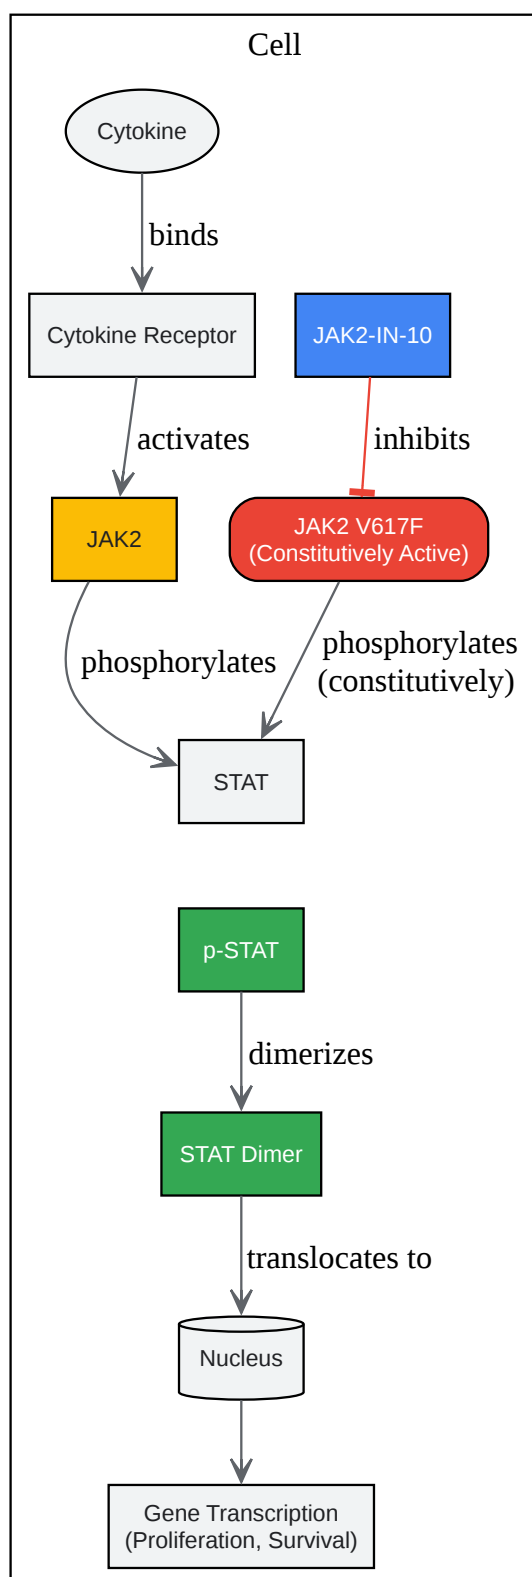 Cell
Cytokine
binds
Cytokine Receptor
JAK2-IN-10
activates
inhibits
JAK2
JAK2 V617F
(Constitutively Active)
phosphorylates
phosphorylates
(constitutively)
STAT
p-STAT
dimerizes
STAT Dimer
translocates to
Nucleus
Gene Transcription
(Proliferation, Survival)